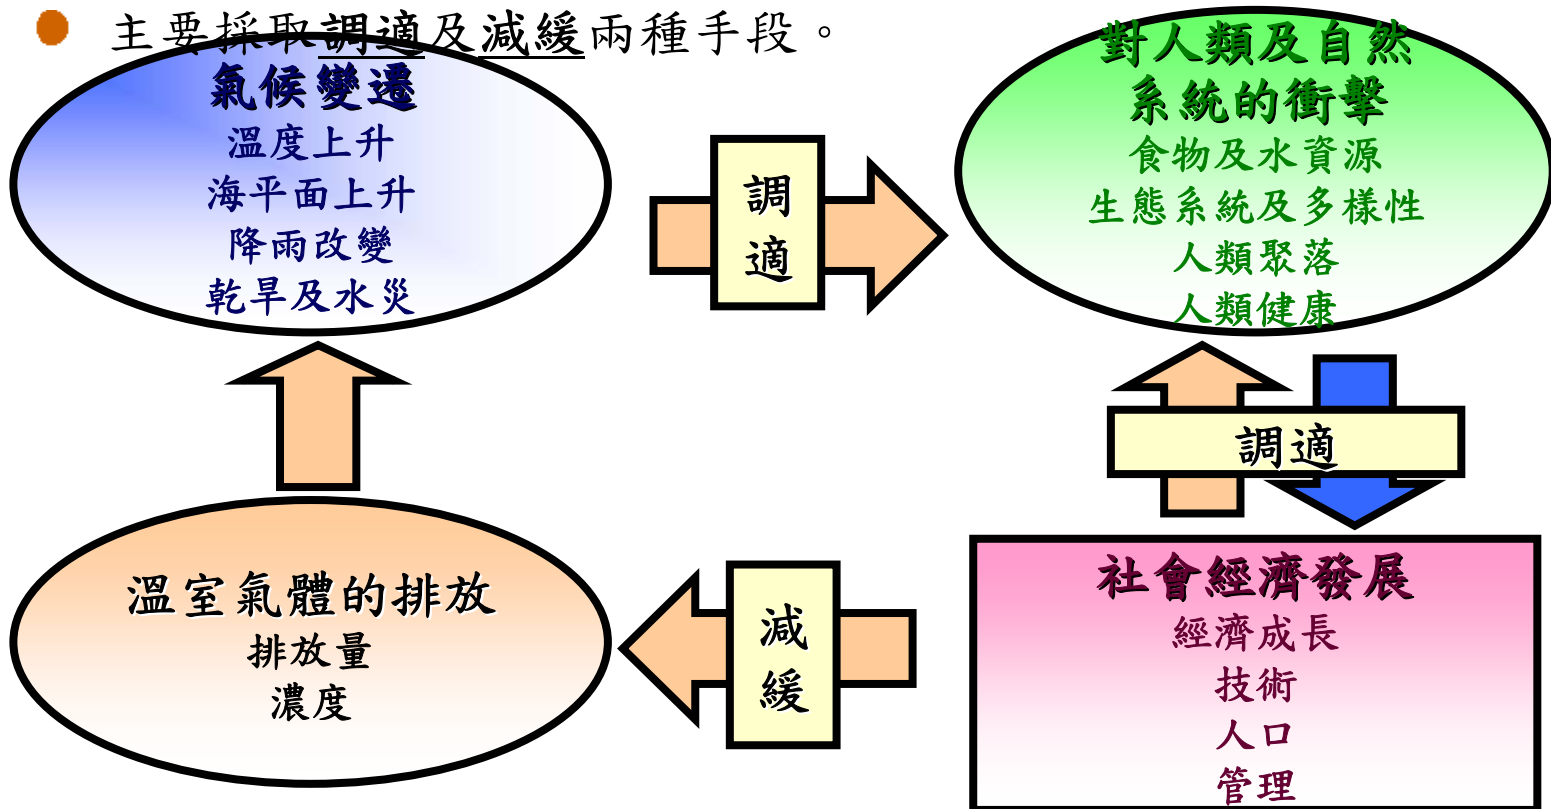 主要採取調適及減緩兩種手段。
氣候變遷
溫度上升
海平面上升
降雨改變
乾旱及水災
調
適
對人類及自然
系統的衝擊
食物及水資源
生態系統及多樣性
人類聚落
人類健康
調適
溫室氣體的排放
排放量
濃度
減
緩
社會經濟發展
經濟成長
技術
人口
管理